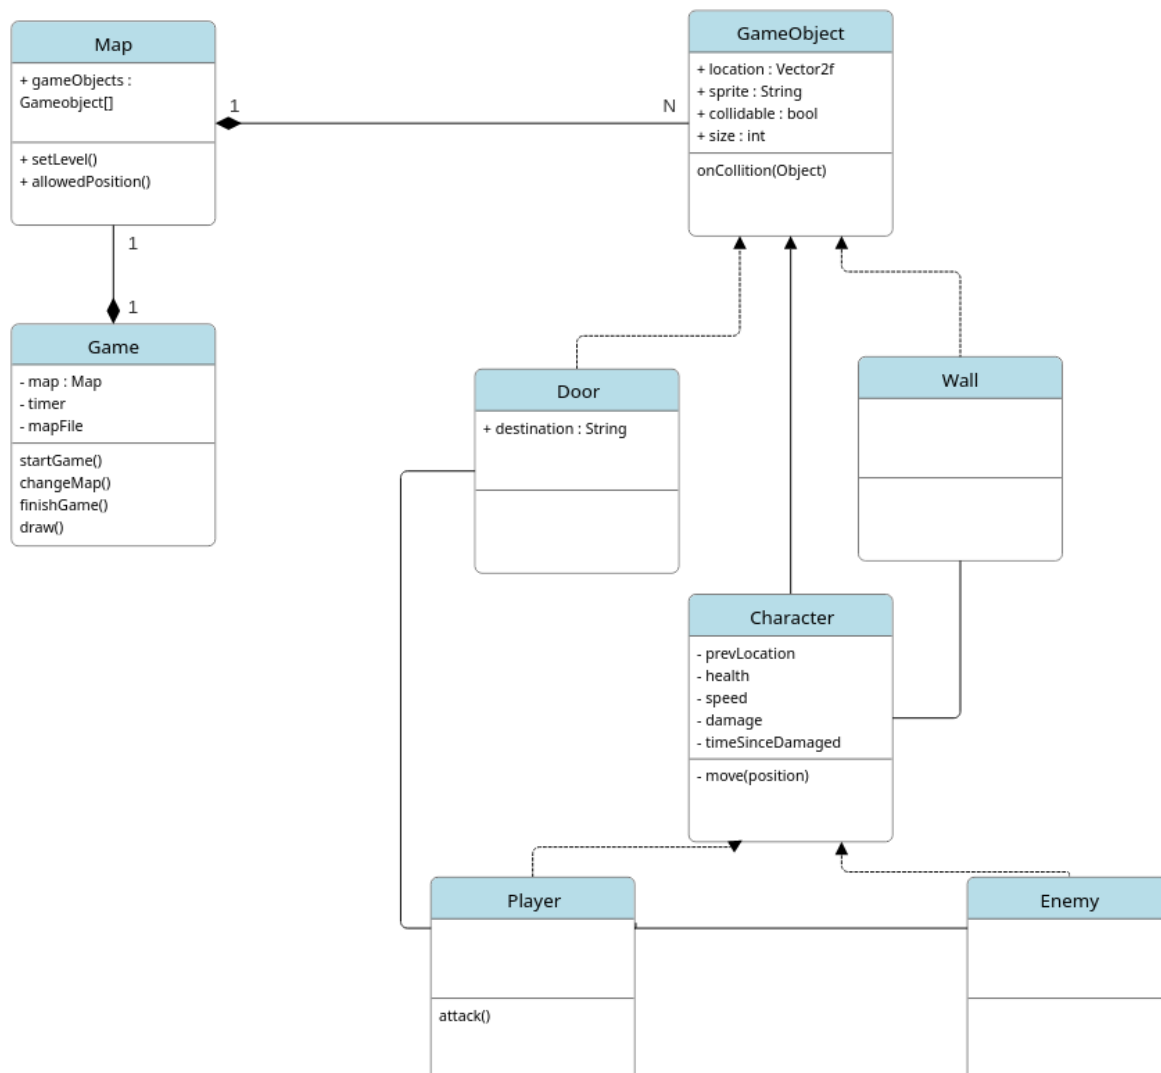 Map
+ gameObjects :
Gameobject[]
+ setLevel()
+ allowedPosition()
1
N
GameObject
+ location : Vector2f
+ sprite : String
+ collidable : bool
+ size : int
onCollition(Object)
1
1
Game
- map : Map
- timer
- mapFile
startGame()
changeMap()
finishGame()
draw()
Door
+ destination : String
Wall
Character
- prevLocation
- health
- speed
- damage
- timeSinceDamaged
- move(position)
Player
attack()
Enemy